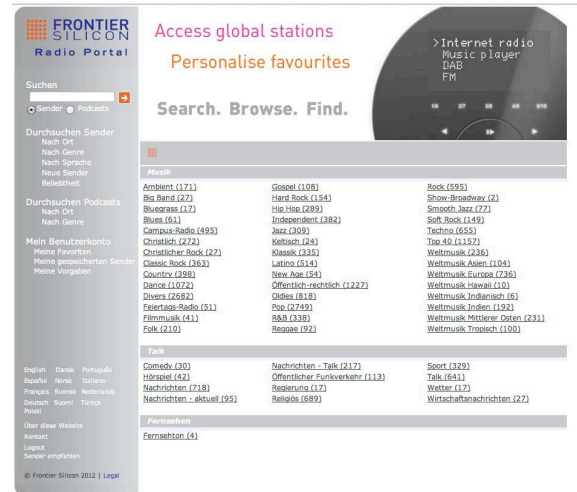 FRONTIER
SILICON
Radio Portal
Access global stations
Personalise favourites
Search. Browse. Find.
>Internet radio
Music player
DAB
FM
1/6 2/7 3/8 4/9 5/10
Suchen
Sender Podcasts
Durchsuchen Sender
Nach Ort
Nach Genre
Nach Sprache
Neue Sender
Beliebtheit
Durchsuchen Podcasts
Nach Ort
Nach Genre
Mein Benutzerkonto
Meine Favoriten
Meine gespeicherten Sender
Meine Vorgaben
English Dansk Português
Español Norsk Italiano
Français Svensk Nederlands
Deutsch Suomi Türkçe
Polski
Über diese Website
Kontakt
Logout
Sender empfehlen
© Frontier Silicon 2012 | Legal
Musik
Ambient (171)
Big Band (27)
Bluegrass (17)
Blues (61)
Campus-Radio (495)
Christlich (272)
Christlicher Rock (27)
Classic Rock (363)
Country (398)
Dance (1072)
Divers (2682)
Feiertags-Radio (51)
Filmmusik (41)
Folk (210)
Gospel (108)
Hard Rock (154)
Hip Hop (289)
Independent (382)
Jazz (309)
Keltisch (24)
Klassik (335)
Latino (514)
New Age (54)
Öffentlich-rechtlich (1227)
Oldies (818)
Pop (2749)
R&B (338)
Reggae (92)
Rock (595)
Show-Broadway (2)
Smooth Jazz (77)
Soft Rock (149)
Techno (655)
Top 40 (1157)
Weltmusik (236)
Weltmusik Asien (104)
Weltmusik Europa (736)
Weltmusik Hawaii (10)
Weltmusik Indianisch (6)
Weltmusik Indien (192)
Weltmusik Mittlerer Osten (231)
Weltmusik Tropisch (100)
Talk
Comedy (30)
Hörspiel (42)
Nachrichten (718)
Nachrichten - aktuell (95)
Nachrichten - Talk (217)
Öffentlicher Funkverkehr (113)
Regierung (17)
Religiös (689)
Sport (329)
Talk (641)
Wetter (17)
Wirtschaftsnachrichten (27)
Fernsehen
Fernsehton (4)